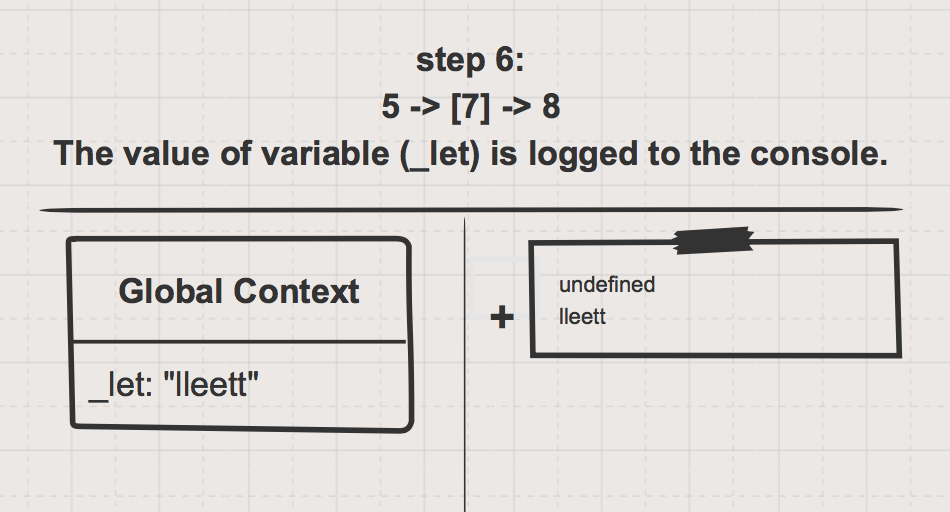 step 6:
5 -> [7] -> 8
The value of variable (_let) is logged to the console.
Global Context
_let: "lleett"
+
undefined
lleett